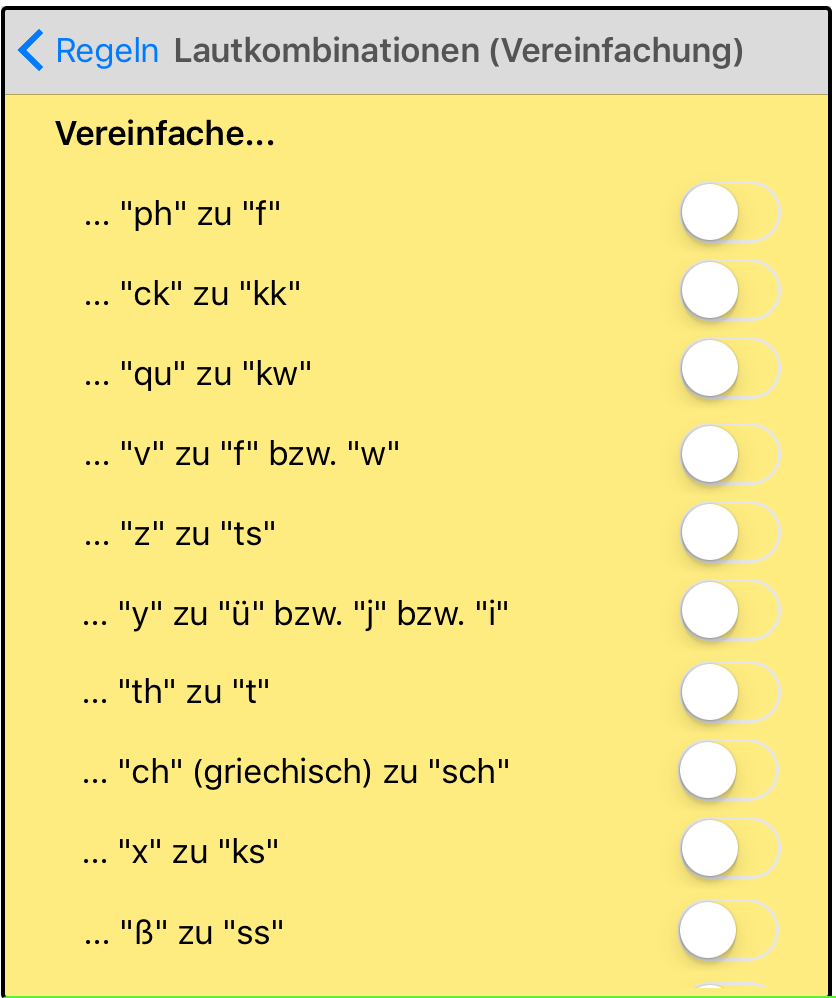 Regeln Lautkombinationen (Vereinfachung)
Vereinfache...
... "ph" zu "f"
... "ck" zu "kk"
... "qu" zu "kw"
... "v" zu "f" bzw. "w"
... "z" zu "ts"
... "y" zu "ü" bzw. "j" bzw. "i"
... "th" zu "t"
... "ch" (griechisch) zu "sch"
... "x" zu "ks"
... "ß" zu "ss"